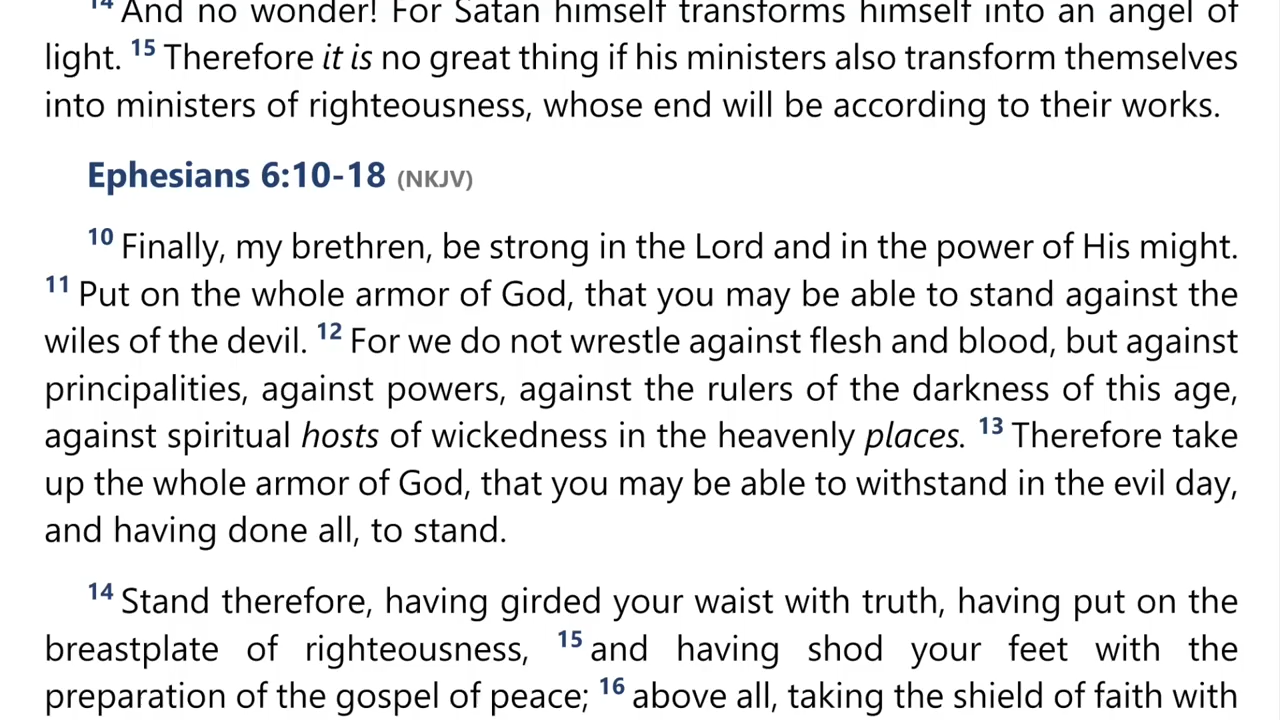 14 And no wonder! For Satan himself transforms himself into an angel of
light. 15 Therefore it is no great thing if his ministers also transform themselves
into ministers of righteousness, whose end will be according to their works.
Ephesians 6:10-18 (NKJV)
10 Finally, my brethren, be strong in the Lord and in the power of His might.
11 Put on the whole armor of God, that you may be able to stand against the
wiles of the devil. 12 For we do not wrestle against flesh and blood, but against
principalities, against powers, against the rulers of the darkness of this age,
against spiritual hosts of wickedness in the heavenly places. 13 Therefore take
up the whole armor of God, that you may be able to withstand in the evil day,
and having done all, to stand.
14 Stand therefore, having girded your waist with truth, having put on the
breastplate of righteousness, 15 and having shod your feet with the
preparation of the gospel of peace; 16 above all, taking the shield of faith with